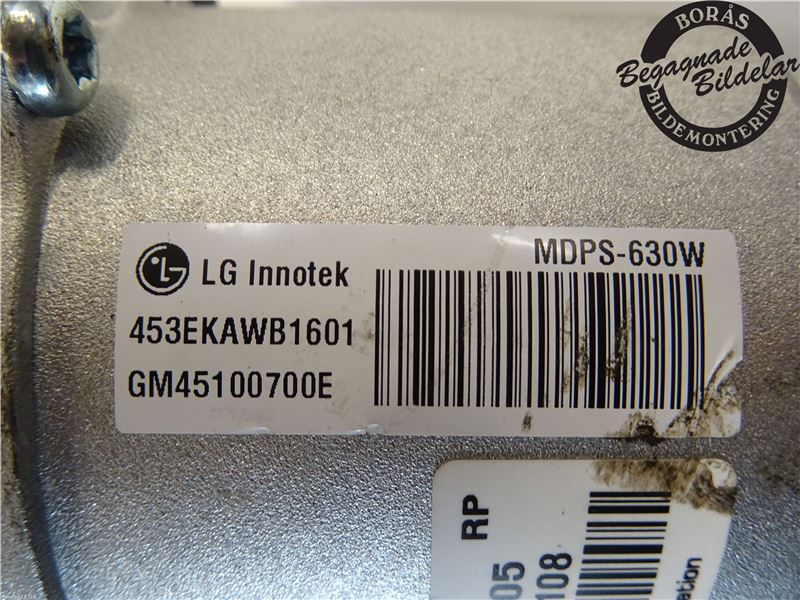 BORÅS
Begagnade
Bildelar
BILDEMONTERING
LG Innotek
MDPS-630W
453EKAWB1601
GM45100700E
RP
05
108
ation